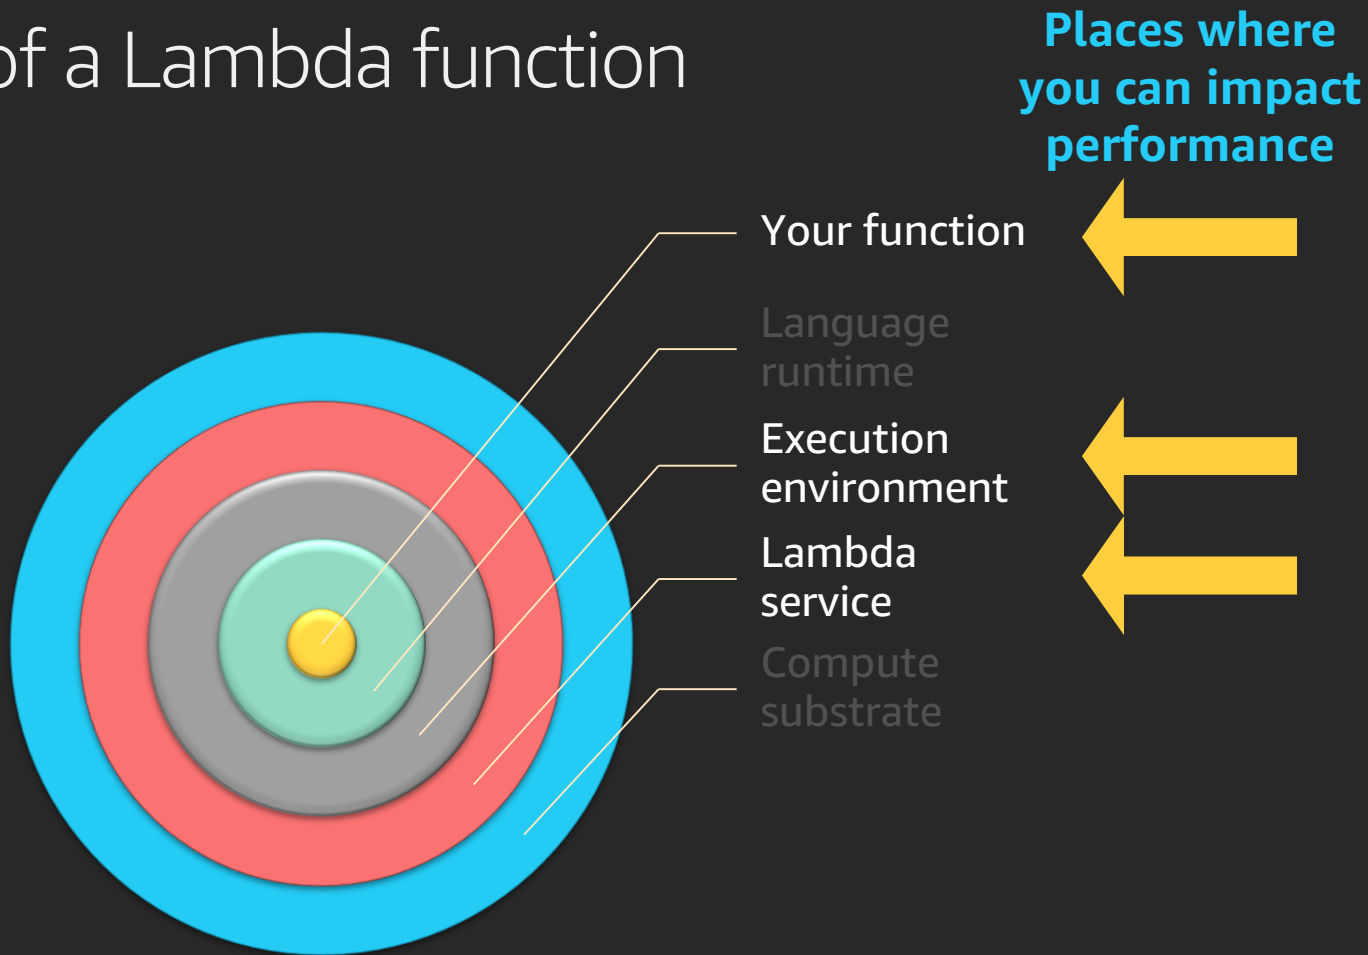 of a Lambda function
Places where
you can impact
performance
Your function
Language
runtime
Execution
environment
Lambda
service
Compute
substrate